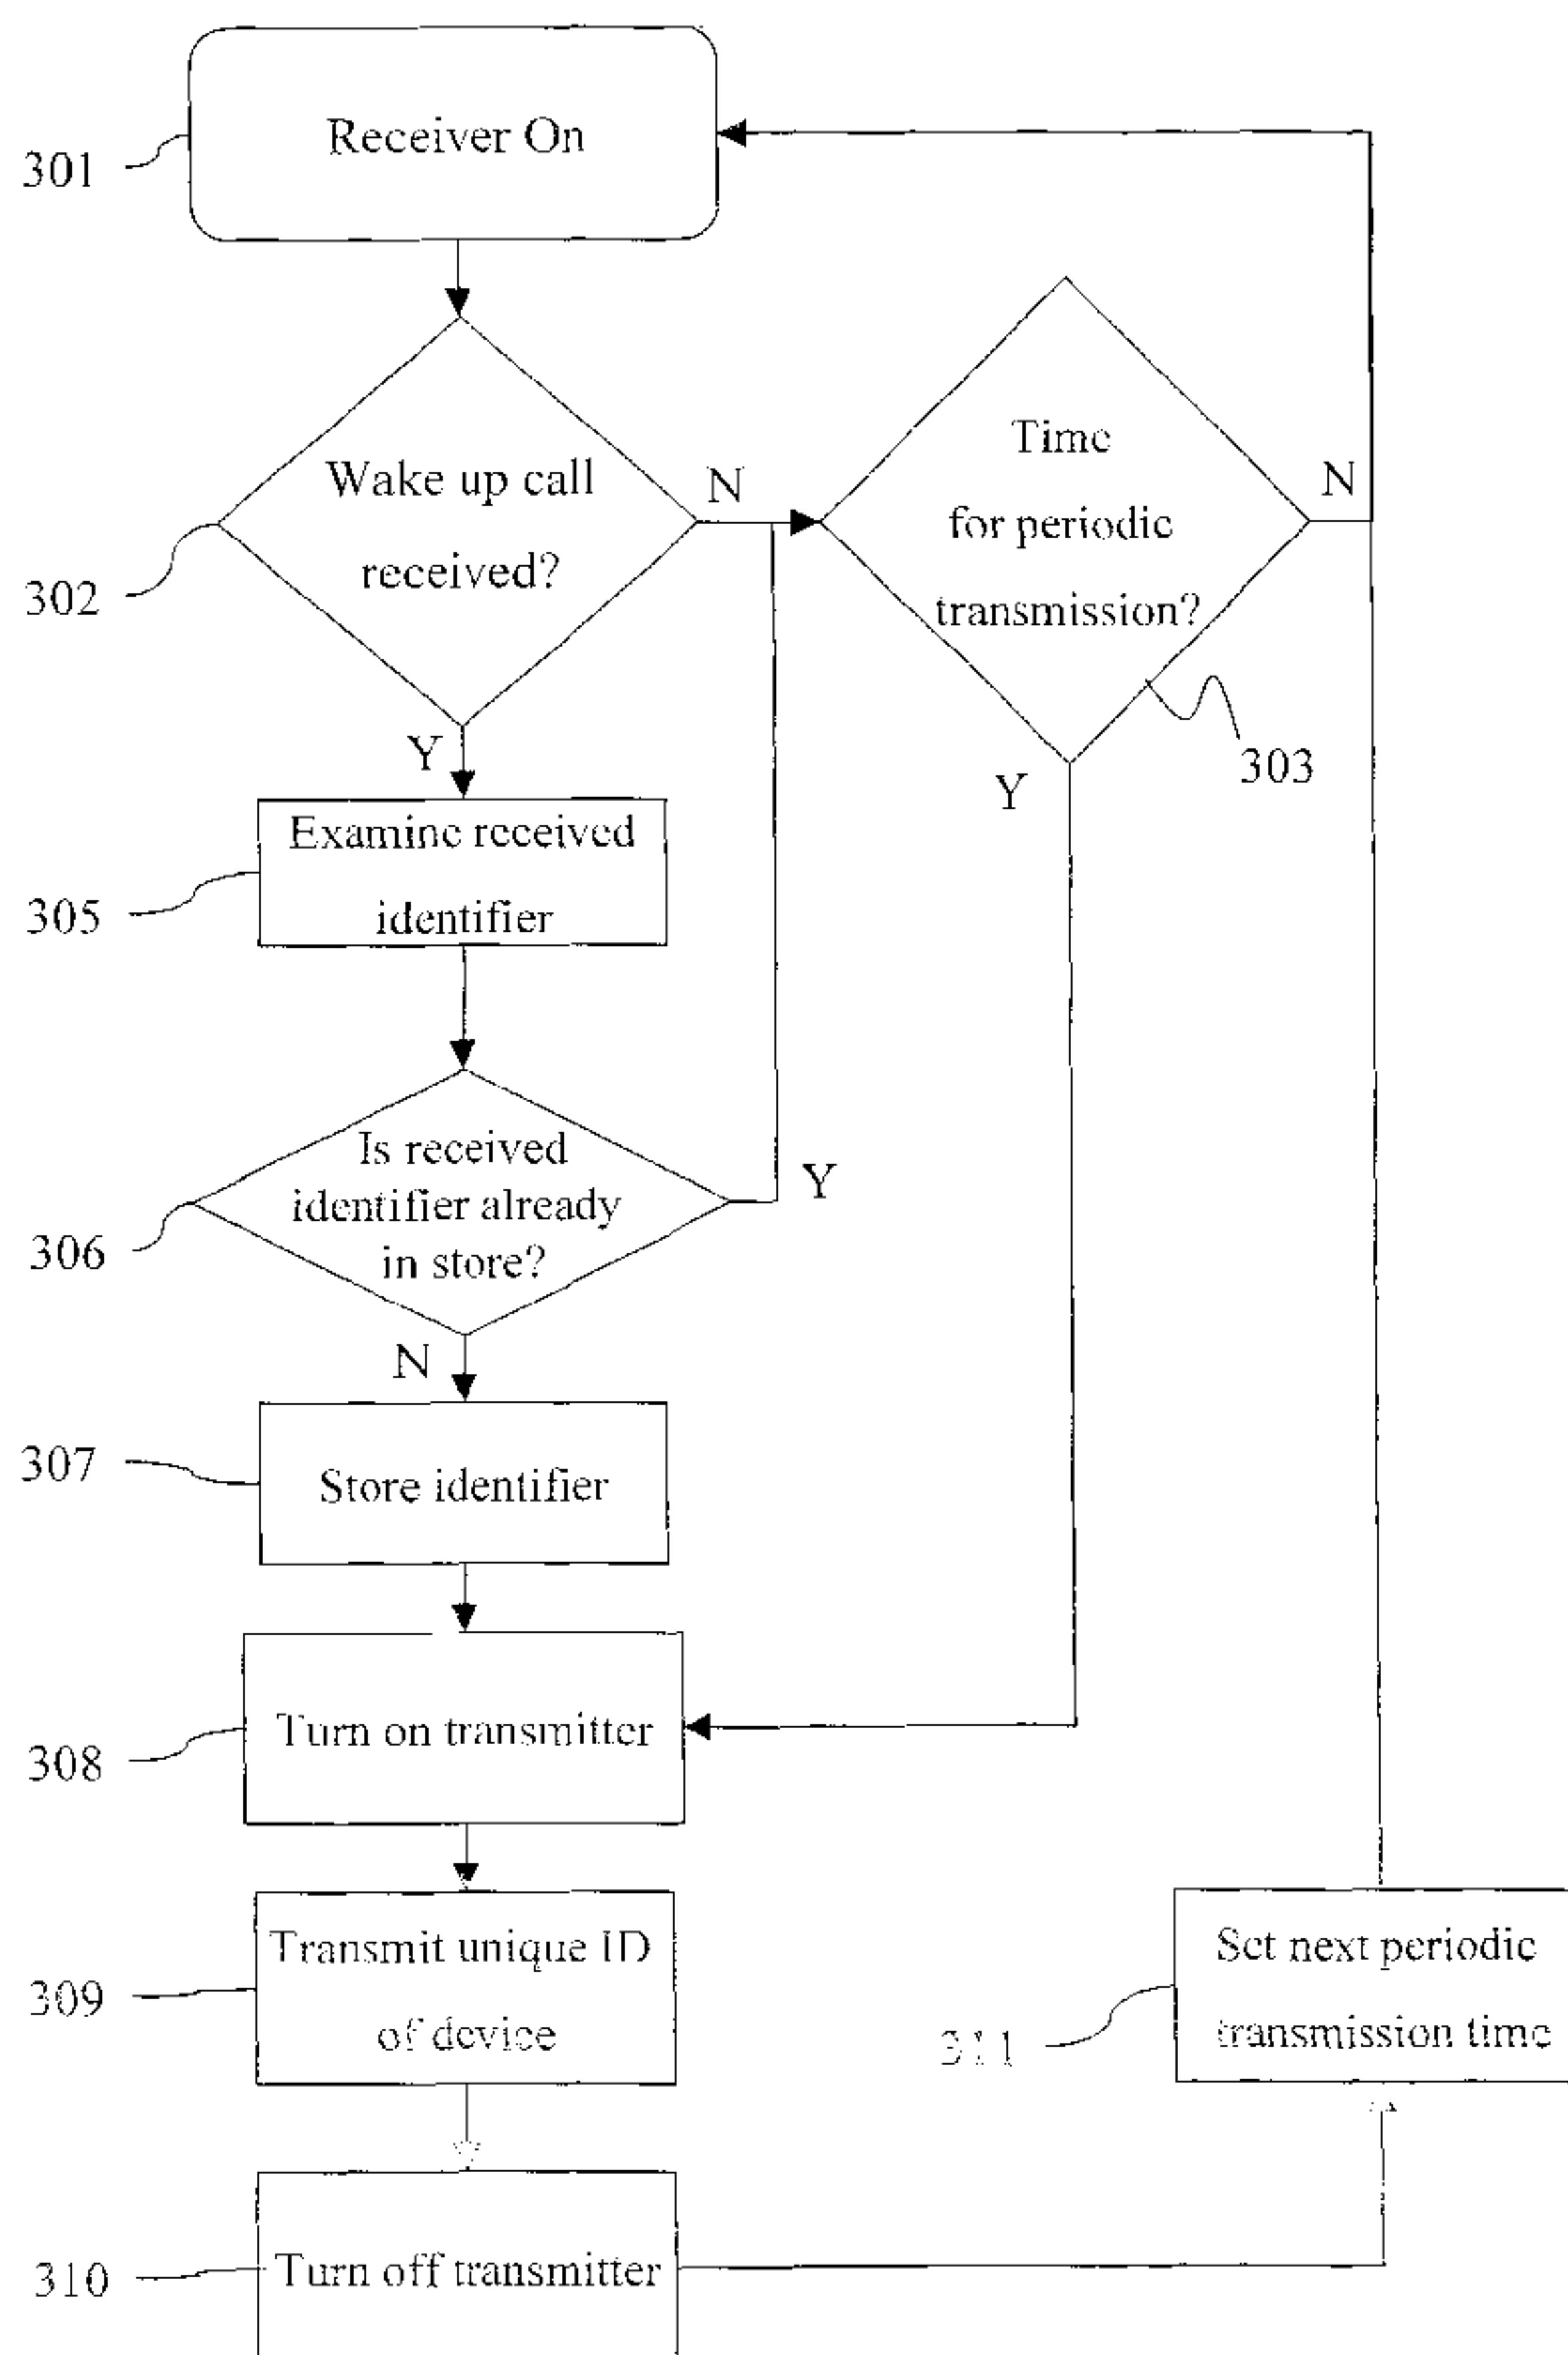 Receiver On
301
Wake up call
received?
N
302
Time
for periodic
transmission?
N
303
Y
Y
Examine received
identifier
305
Is received
identifier already
in store?
Y
306
N
307
Store identifier
Turn on transmitter
308
Transmit unique ID
of device
309
Set next periodic
transmission time
311
Turn off transmitter
310